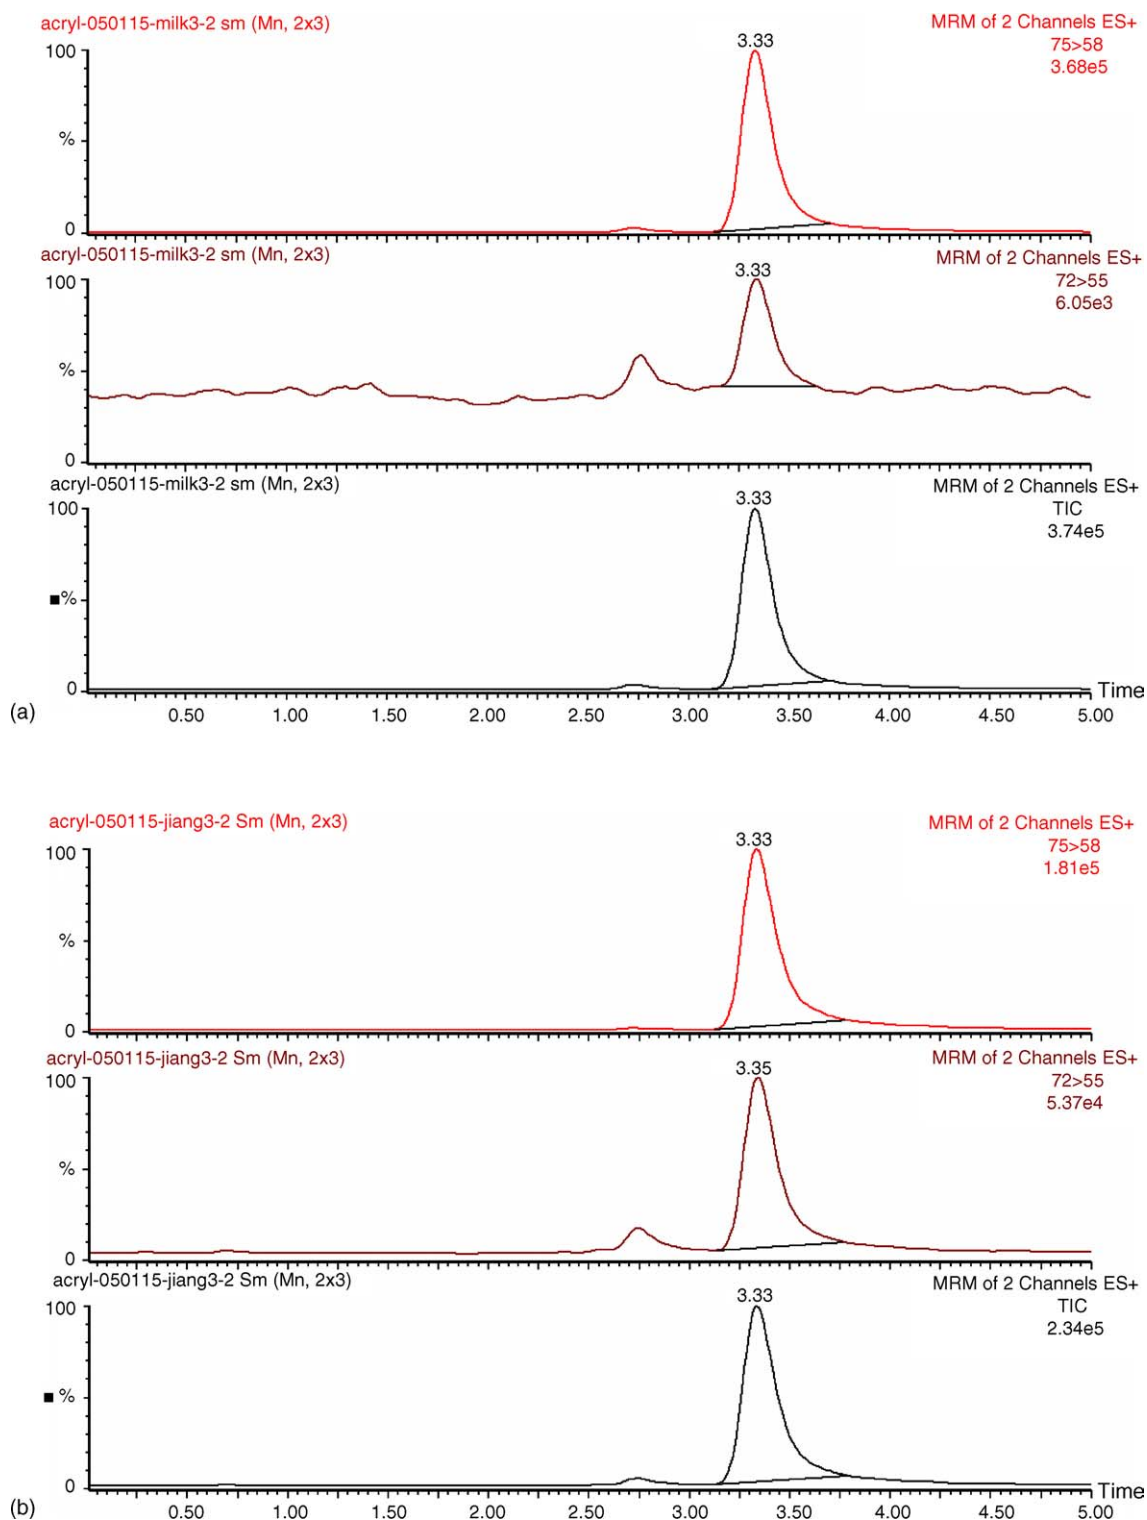 acryl-050115-milk3-2 sm (Mn, 2x3)
MRM of 2 Channels ES+
75>58
3.68e5
3.33
100
%
0
acryl-050115-milk3-2 sm (Mn, 2x3)
MRM of 2 Channels ES+
72>55
6.05e3
3.33
100
%
0
acryl-050115-milk3-2 sm (Mn, 2x3)
MRM of 2 Channels ES+
TIC
3.74e5
3.33
100
■%
0
Time
0.50 1.00 1.50 2.00 2.50 3.00 3.50 4.00 4.50 5.00
(a)
acryl-050115-jiang3-2 Sm (Mn, 2x3)
MRM of 2 Channels ES+
75>58
1.81e5
3.33
100
%
0
acryl-050115-jiang3-2 Sm (Mn, 2x3)
MRM of 2 Channels ES+
72>55
5.37e4
3.35
100
%
0
acryl-050115-jiang3-2 Sm (Mn, 2x3)
MRM of 2 Channels ES+
TIC
2.34e5
3.33
100
■ %
0
Time
0.50 1.00 1.50 2.00 2.50 3.00 3.50 4.00 4.50 5.00
(b)